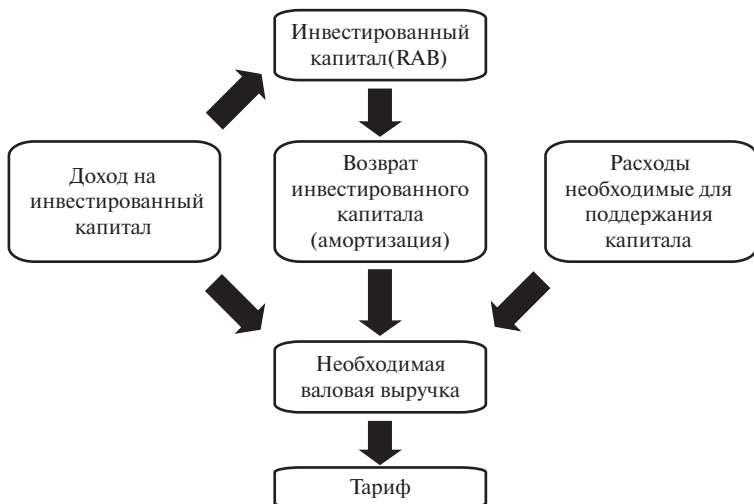 Инвестированный
капитал(RAB)
Доход на
инвестированный
капитал
Возврат
инвестированного
капитала
(амортизация)
Расходы
необходимые для
поддержания
капитала
Необходимая
валовая выручка
Тариф